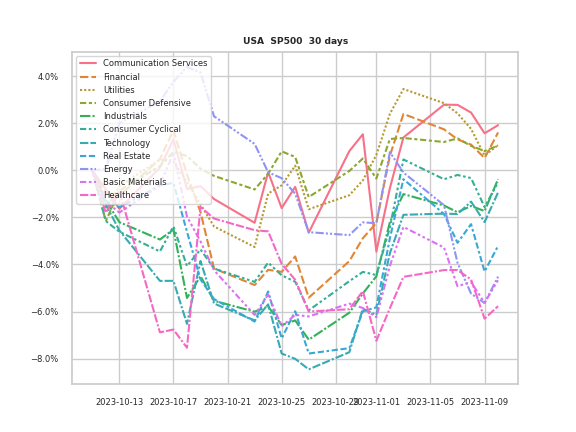 USA SP500 30 days
Communication Services
Financial
Utilities
Consumer Defensive
Industrials
Consumer Cyclical
Technology
Real Estate
Energy
Basic Materials
Healthcare
4.0%
2.0%
0.0%
−2.0%
−4.0%
−6.0%
−8.0%
2023-10-13 2023-10-17 2023-10-21 2023-10-25 2023-10-29 2023-11-01 2023-11-05 2023-11-09